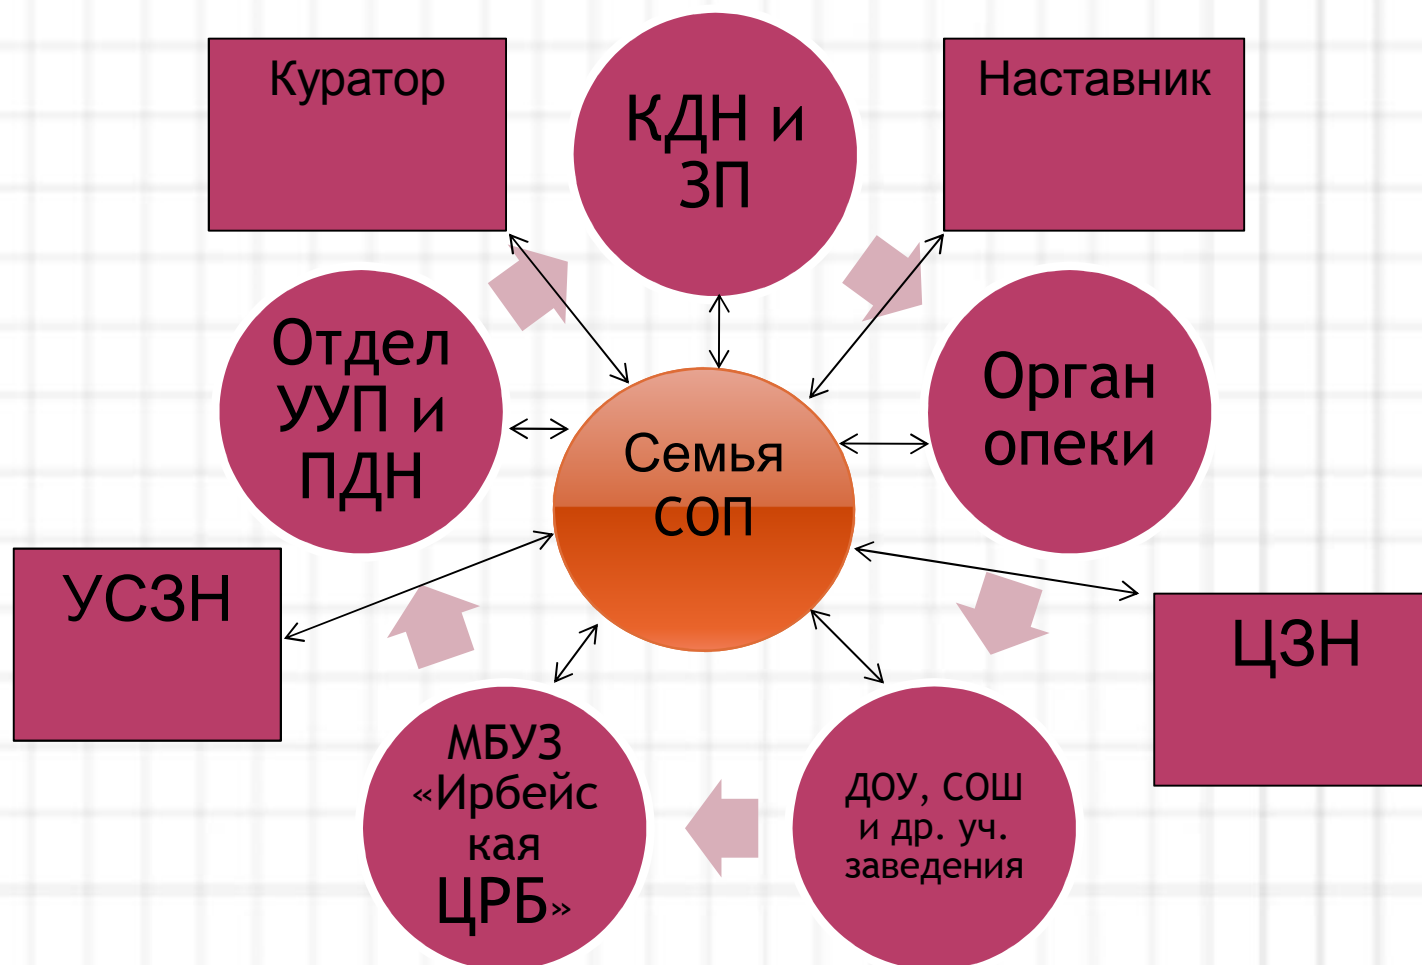 Куратор
КДН и
ЗП
Наставник
Отдел
УУП и
ПДН
Орган
опеки
Семья
СОП
УСЗН
ЦЗН
МБУЗ
«Ирбейс
кая
ЦРБ»
ДОУ, СОШ
и др. уч.
заведения